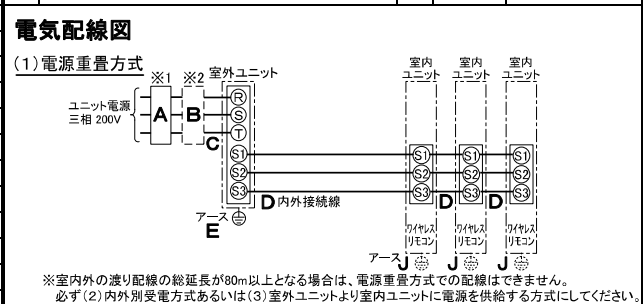 電気配線図
(1)電源重畳方式
※1 ※2 室外ユニット
室内ユニット 室内ユニット 室内ユニット
ユニット電源
三相 200V
A B C
R
S
T
S1 S1 S1 S1
S2 S2 S2 S2
S3 S3 S3 S3
D 内外接続線 D D
アース
E
ワイヤレスリモコン ワイヤレスリモコン ワイヤレスリモコン
アース J J J
※室内外の渡り配線の総延長が80m以上となる場合は、電源重畳方式での配線はできません。
必ず(2)内外別受電方式あるいは(3)室外ユニットより室内ユニットに電源を供給する方式にしてください。